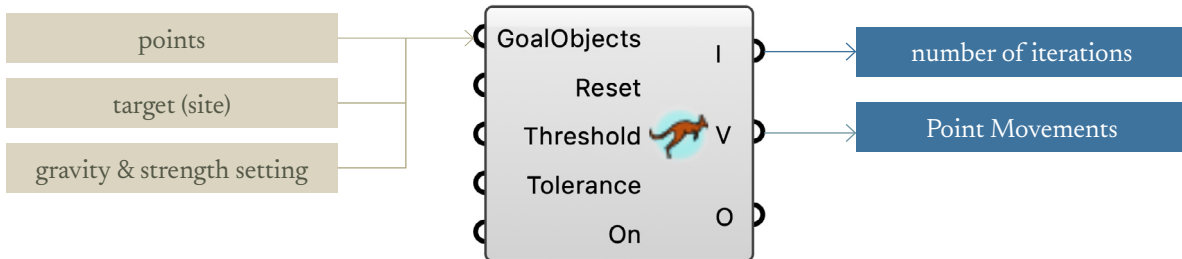 points
target (site)
gravity & strength setting
GoalObjects
Reset
Threshold
Tolerance
On
I
V
O
number of iterations
Point Movements